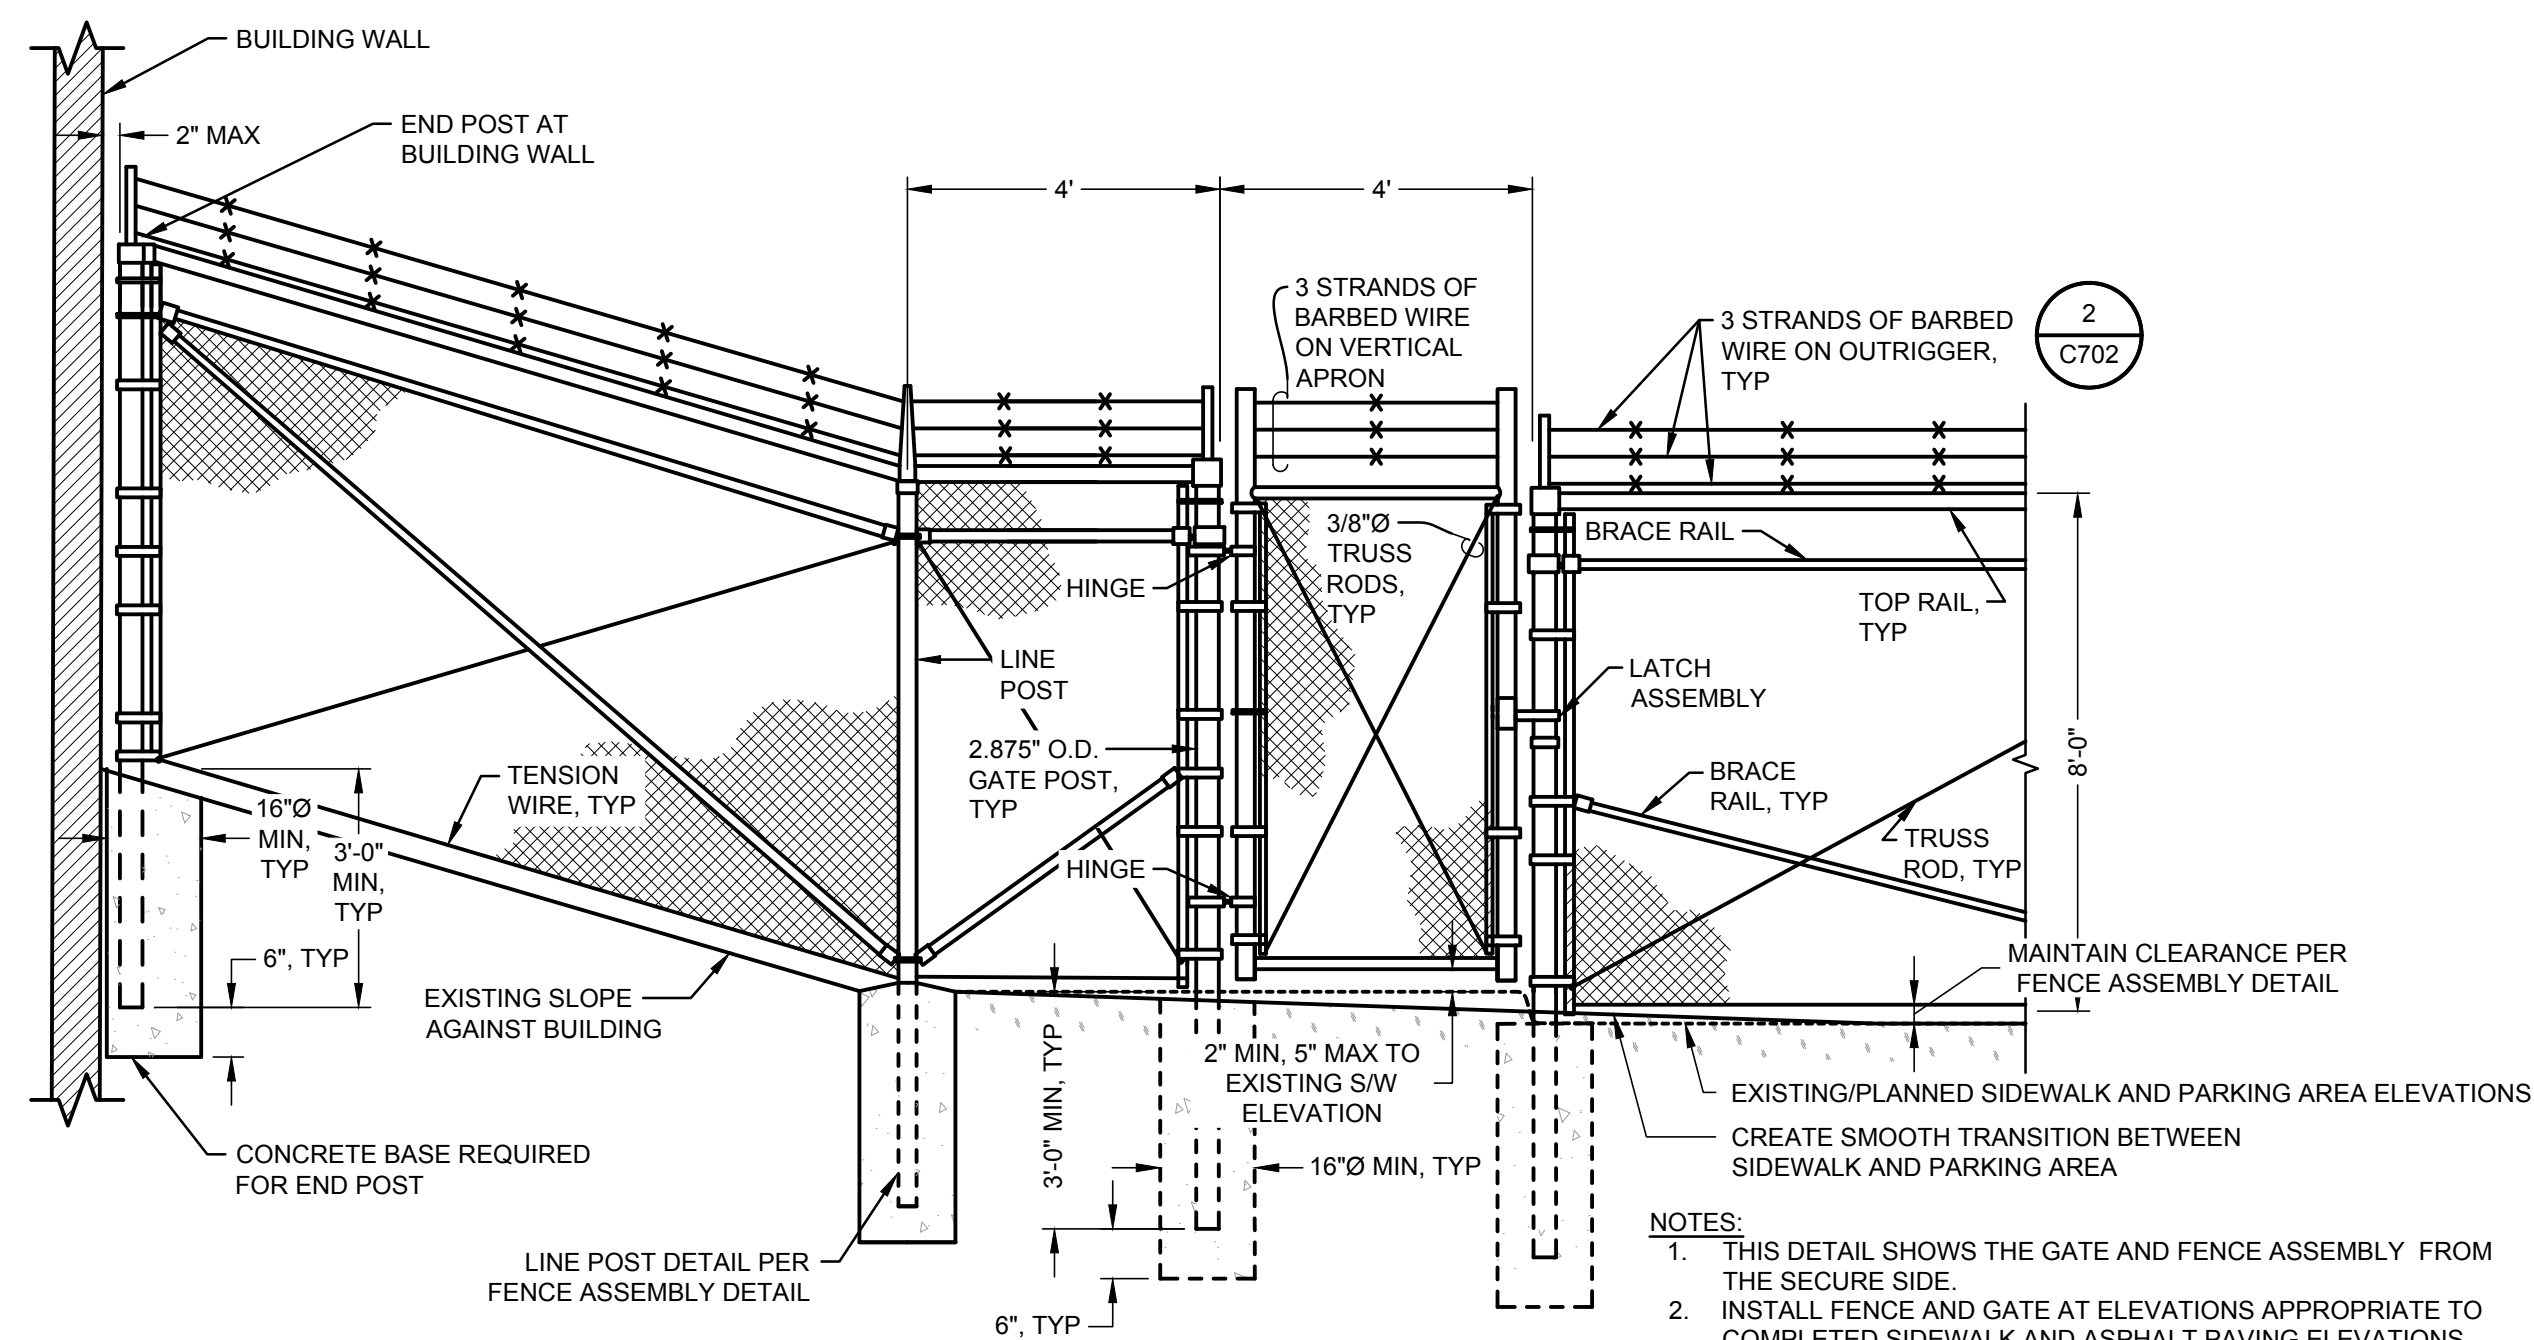 BUILDING WALL
2" MAX
END POST AT
BUILDING WALL
4'
4'
3 STRANDS OF
BARBED WIRE
ON VERTICAL
APRON
3 STRANDS OF BARBED
WIRE ON OUTRIGGER,
TYP
2
C702
3/8"Ø
TRUSS
RODS,
TYP
BRACE RAIL
HINGE
TOP RAIL,
TYP
LINE
POST
LATCH
ASSEMBLY
2.875" O.D.
GATE POST,
TYP
8'-0"
TENSION
WIRE, TYP
BRACE
RAIL, TYP
16"Ø
MIN,
TYP
3'-0"
MIN,
TYP
TRUSS
ROD, TYP
HINGE
6", TYP
MAINTAIN CLEARANCE PER
FENCE ASSEMBLY DETAIL
EXISTING SLOPE
AGAINST BUILDING
3'-0" MIN, TYP
2" MIN, 5" MAX TO
EXISTING S/W
ELEVATION
EXISTING/PLANNED SIDEWALK AND PARKING AREA ELEVATIONS
CREATE SMOOTH TRANSITION BETWEEN
SIDEWALK AND PARKING AREA
CONCRETE BASE REQUIRED
FOR END POST
16"Ø MIN, TYP
LINE POST DETAIL PER
FENCE ASSEMBLY DETAIL
6", TYP
NOTES:
1. THIS DETAIL SHOWS THE GATE AND FENCE ASSEMBLY FROM
THE SECURE SIDE.
2. INSTALL FENCE AND GATE AT ELEVATIONS APPROPRIATE TO
COMPLETED SIDEWALK AND ASPHALT PAVING ELEVATIONS